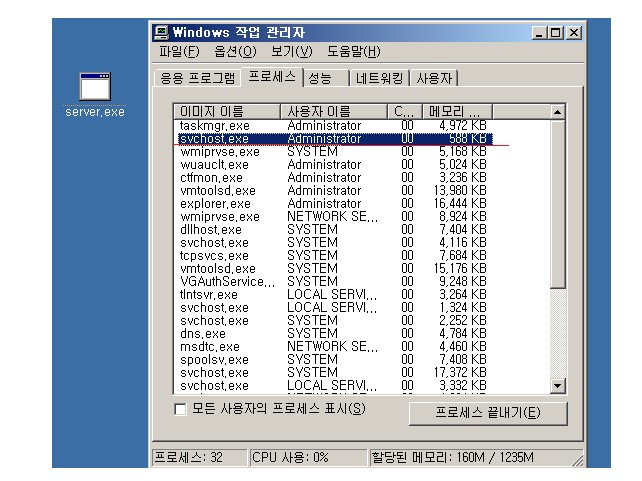 Windows 작업 관리자
파일(F) 옵션(O) 보기(V) 도움말(H)
응용 프로그램 프로세스 성능 네트워킹 사용자
server.exe
이미지 이름 사용자 이름 C... 메모리 ...
taskmgr.exe Administrator 00 4,972 KB
svchost.exe Administrator 00 588 KB
wmiprvse.exe SYSTEM 00 5,168 KB
wuauclt.exe Administrator 00 5,024 KB
ctfmon.exe Administrator 00 3,236 KB
vmtoolsd.exe Administrator 00 13,980 KB
explorer.exe Administrator 00 16,444 KB
wmiprvse.exe NETWORK SE... 00 8,924 KB
dllhost.exe SYSTEM 00 7,404 KB
svchost.exe SYSTEM 00 4,116 KB
tcpsvcs.exe SYSTEM 00 7,684 KB
vmtoolsd.exe SYSTEM 00 15,176 KB
VGAuthService... SYSTEM 00 9,248 KB
tlntsvr.exe LOCAL SERVI... 00 3,264 KB
svchost.exe LOCAL SERVI... 00 1,324 KB
svchost.exe SYSTEM 00 2,252 KB
dns.exe SYSTEM 00 4,784 KB
msdtc.exe NETWORK SE... 00 4,460 KB
spoolsv.exe SYSTEM 00 7,408 KB
svchost.exe SYSTEM 00 17,372 KB
svchost.exe LOCAL SERVI... 00 3,332 KB
모든 사용자의 프로세스 표시(S) 프로세스 끝내기(E)
프로세스: 32 CPU 사용: 0% 할당된 메모리: 160M / 1235M